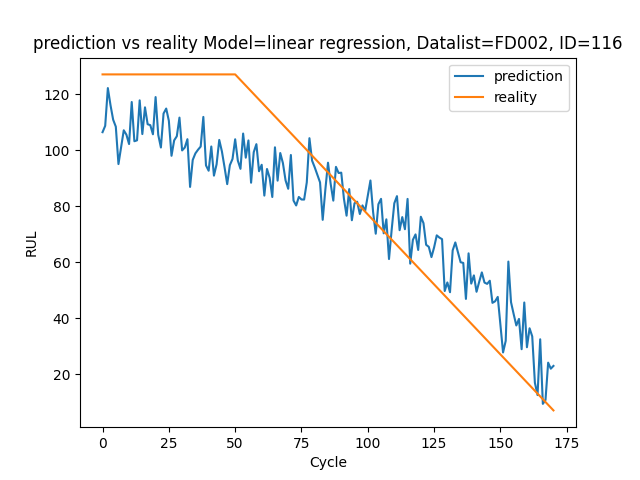 prediction vs reality Model=linear regression, Datalist=FD002, ID=116
prediction
reality
RUL
120
100
80
60
40
20
0 25 50 75 100 125 150 175
Cycle